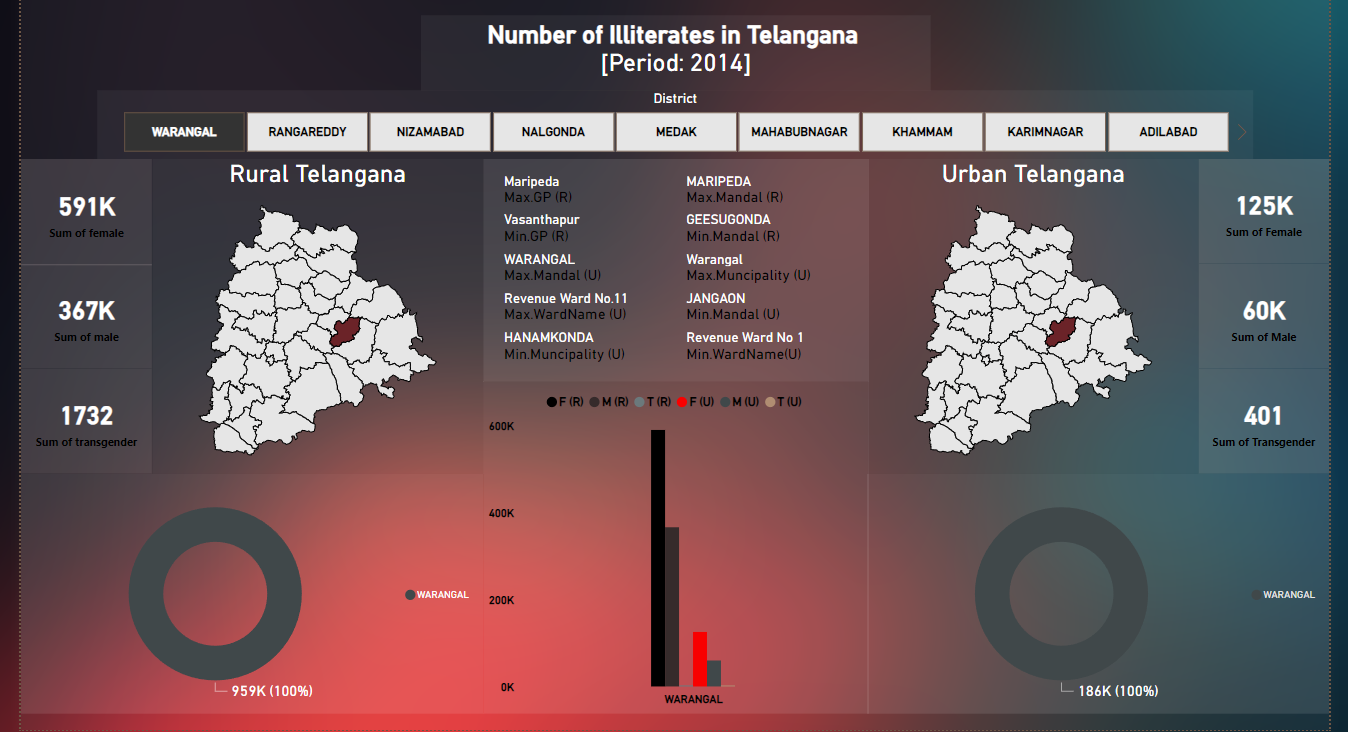 Number of Illiterates in Telangana
[Period: 2014]
District
WARANGAL RANGAREDDY NIZAMABAD NALGONDA MEDAK MAHABUBNAGAR KHAMMAM KARIMNAGAR ADILABAD
591K
Sum of female
367K
Sum of male
1732
Sum of transgender
Rural Telangana
Maripeda
Max.GP (R)
MARIPEDA
Max.Mandal (R)
Vasanthapur
Min.GP (R)
GEESUGONDA
Min.Mandal (R)
WARANGAL
Max.Mandal (U)
Warangal
Max.Muncipality (U)
Revenue Ward No.11
Max.WardName (U)
JANGAON
Min.Mandal (U)
HANAMKONDA
Min.Muncipality (U)
Revenue Ward No 1
Min.WardName(U)
Urban Telangana
125K
Sum of Female
60K
Sum of Male
401
Sum of Transgender
WARANGAL
959K (100%)
F (R) M (R) T (R) F (U) M (U) T (U)
600K
400K
200K
0K
WARANGAL
WARANGAL
186K (100%)